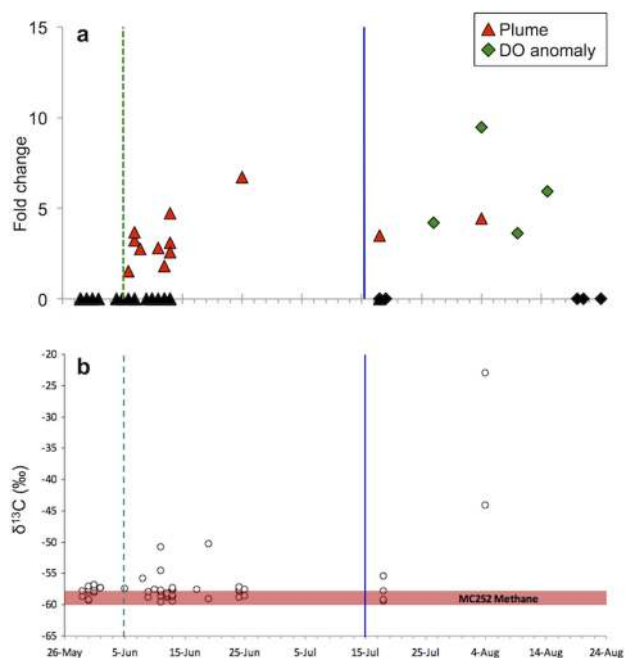 a
Plume
DO anomaly
15
10
5
0
Fold change
b
-20
-25
-30
-35
-40
-45
-50
-55
-60
-65
δ¹³C (‰)
MC252 Methane
26-May 5-Jun 15-Jun 25-Jun 5-Jul 15-Jul 25-Jul 4-Aug 14-Aug 24-Aug